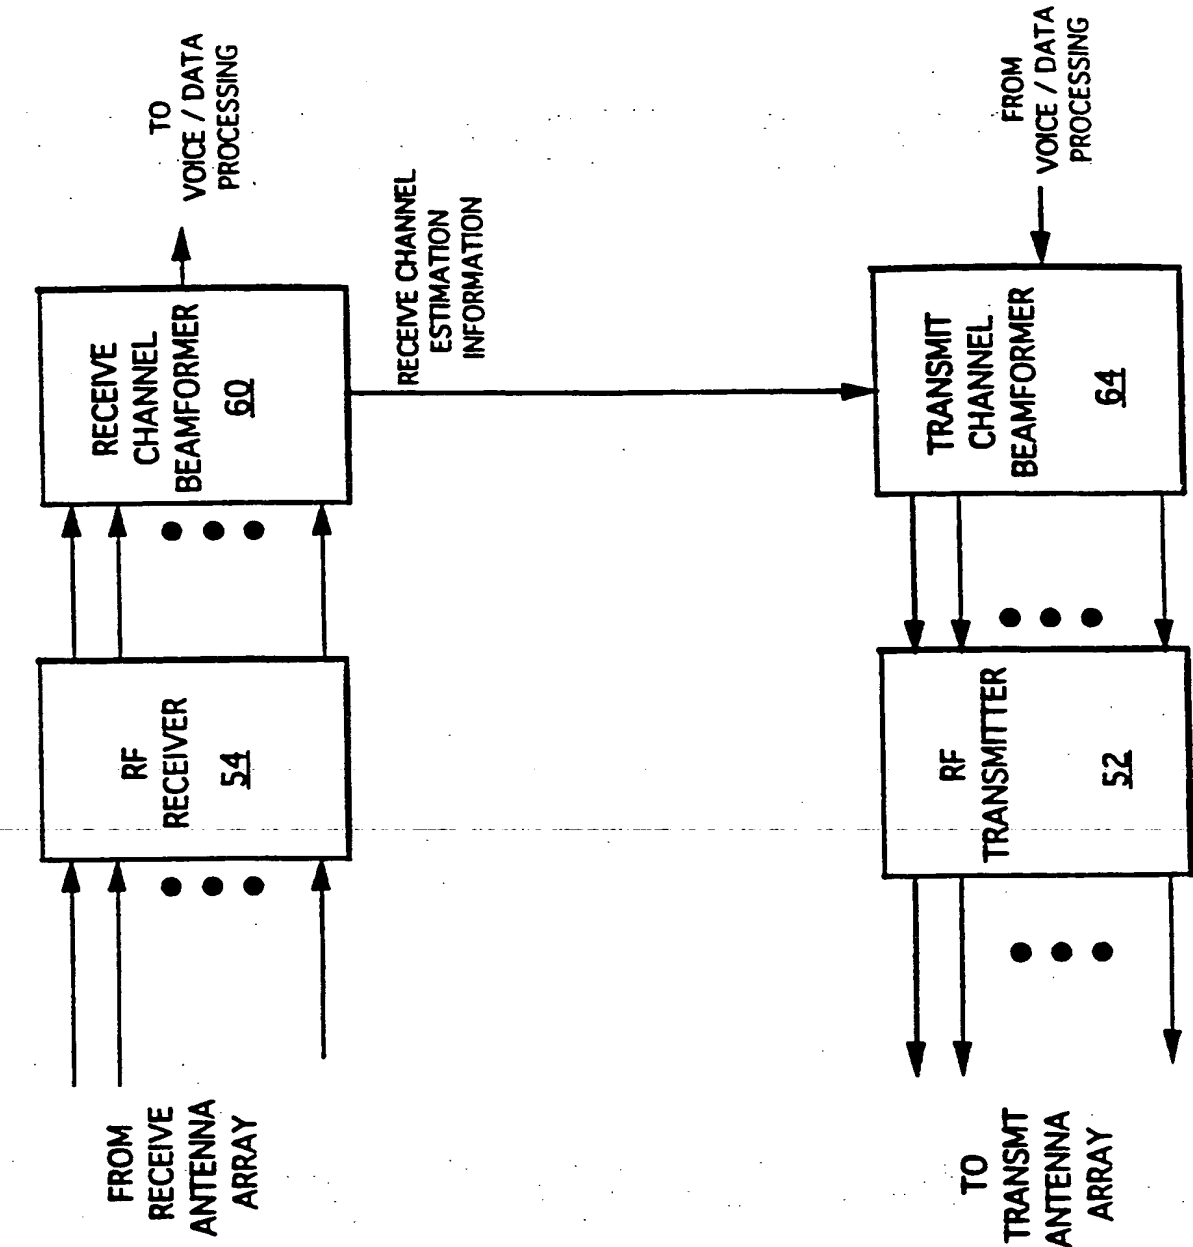 FROM
RECEIVE
ANTENNA
ARRAY
RF
RECEIVER
54
RECEIVE
CHANNEL
BEAMFORMER
60
TO
VOICE / DATA
PROCESSING
RECEIVE CHANNEL
ESTIMATION
INFORMATION
TO
TRANSMT
ANTENNA
ARRAY
RF
TRANSMITTER
52
TRANSMIT
CHANNEL
BEAMFORMER
64
FROM
VOICE / DATA
PROCESSING